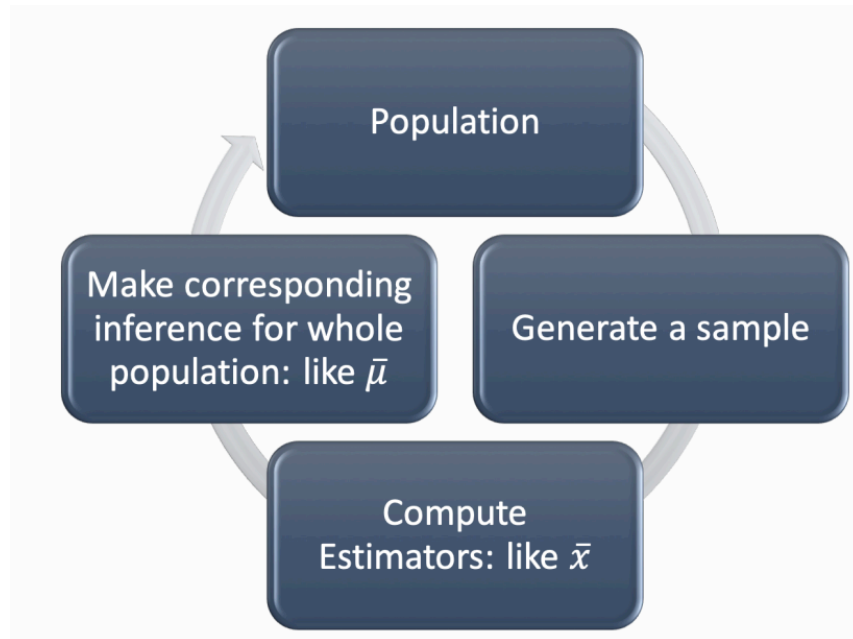 Population
Generate a sample
Compute
Estimators: like x̄
Make corresponding
inference for whole
population: like μ̄